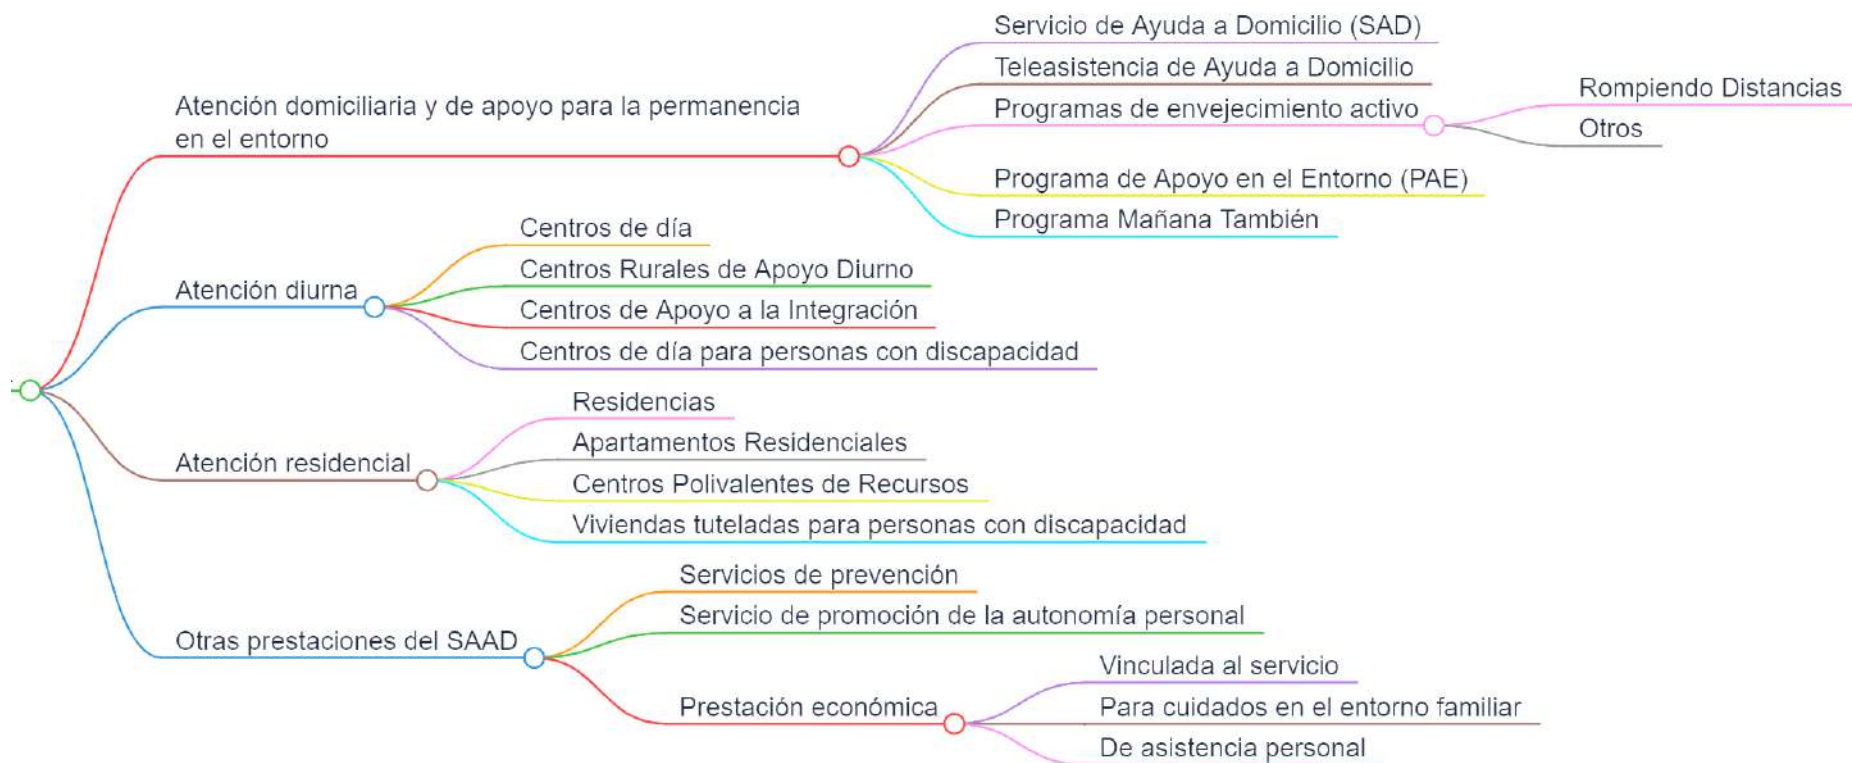 Servicio de Ayuda a Domicilio (SAD)
Teleasistencia de Ayuda a Domicilio
Atención domiciliaria y de apoyo para la permanencia
en el entorno
Programas de envejecimiento activo
Rompiendo Distancias
Otros
Programa de Apoyo en el Entorno (PAE)
Programa Mañana También
Atención diurna
Centros de día
Centros Rurales de Apoyo Diurno
Centros de Apoyo a la Integración
Centros de día para personas con discapacidad
Atención residencial
Residencias
Apartamentos Residenciales
Centros Polivalentes de Recursos
Viviendas tuteladas para personas con discapacidad
Otras prestaciones del SAAD
Servicios de prevención
Servicio de promoción de la autonomía personal
Prestación económica
Vinculada al servicio
Para cuidados en el entorno familiar
De asistencia personal